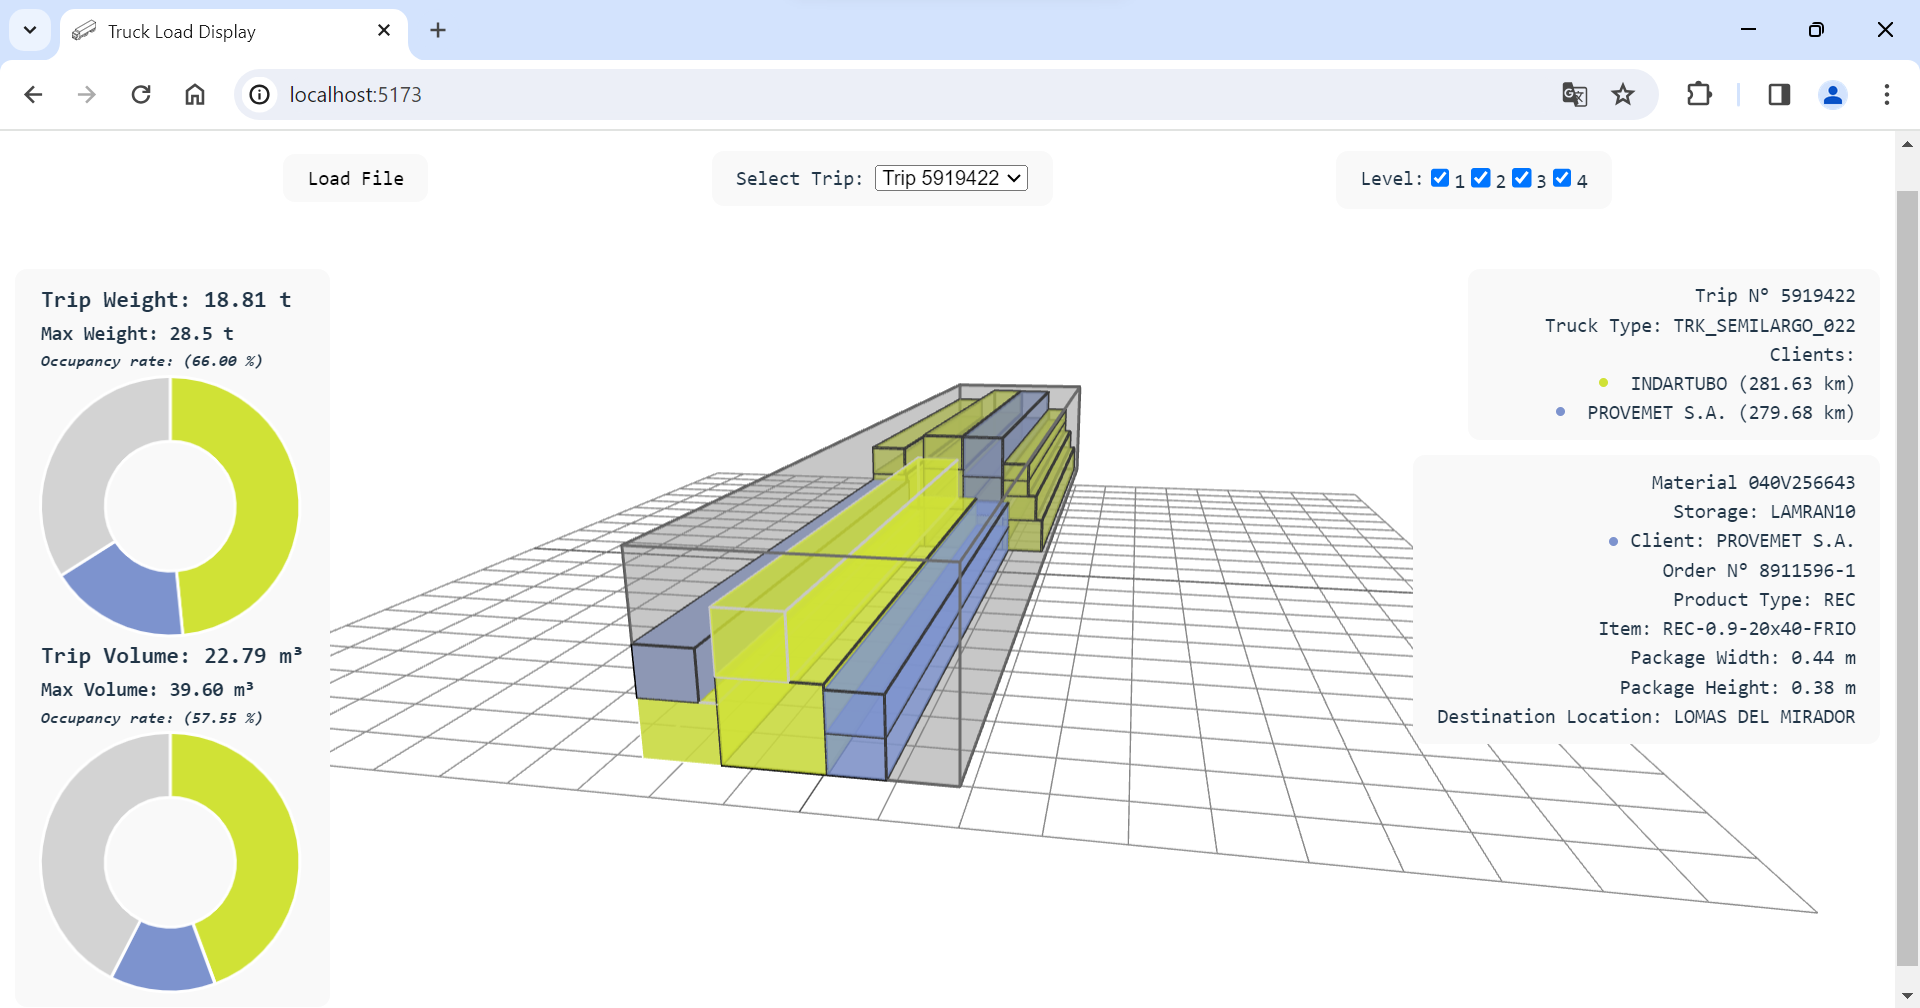 Truck Load Display
localhost:5173
Load File
Select Trip: Trip 5919422
Level: 1 2 3 4
Trip Weight: 18.81 t
Max Weight: 28.5 t
Occupancy rate: (66.00 %)
Trip Volume: 22.79 m³
Max Volume: 39.60 m³
Occupancy rate: (57.55 %)
Trip Nº 5919422
Truck Type: TRK_SEMILARGO_022
Clients:
INDARTUBO (281.63 km)
PROVEMET S.A. (279.68 km)
Material 040V256643
Storage: LAMRAN10
Client: PROVEMET S.A.
Order Nº 8911596-1
Product Type: REC
Item: REC-0.9-20x40-FRIO
Package Width: 0.44 m
Package Height: 0.38 m
Destination Location: LOMAS DEL MIRADOR